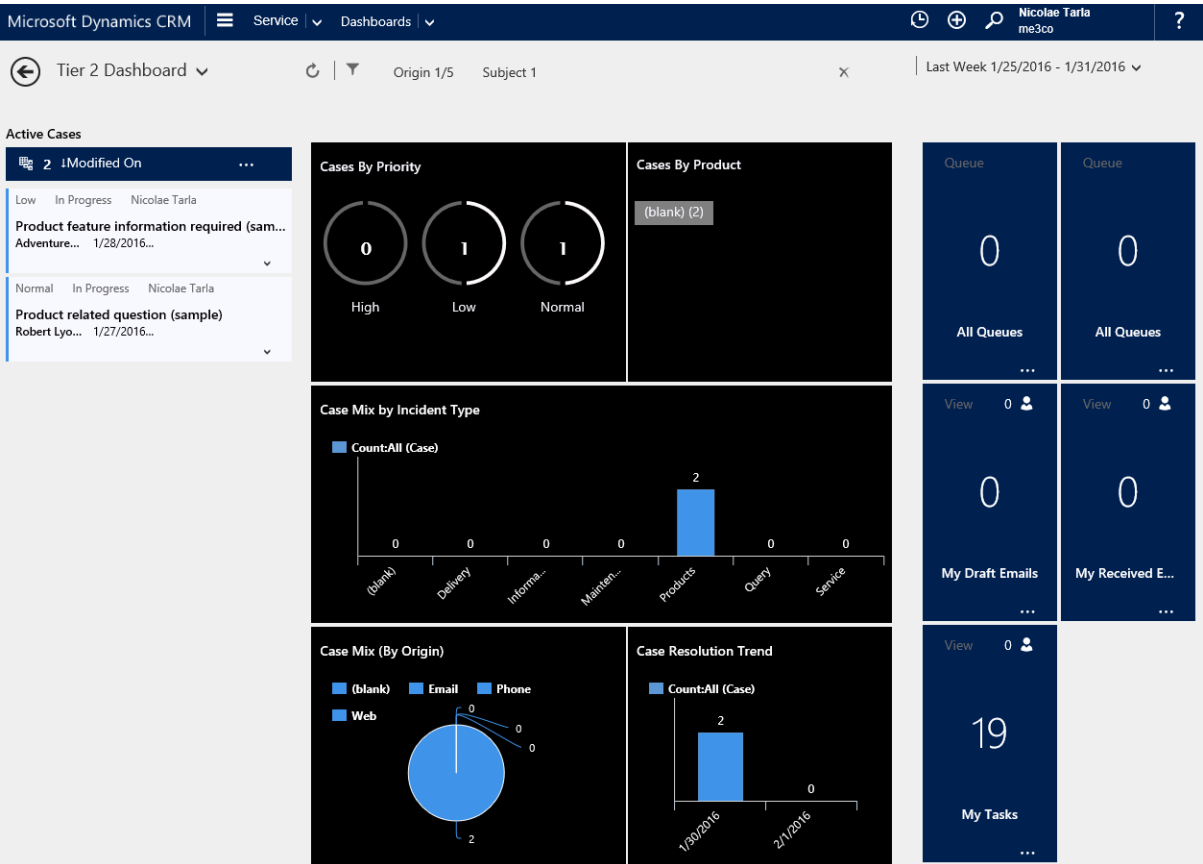 Microsoft Dynamics CRM Service Dashboards Nicolae Tarla
me3co
?
Tier 2 Dashboard Origin 1/5 Subject 1 Last Week 1/25/2016 - 1/31/2016
Active Cases
2 ↓Modified On ...
Low In Progress Nicolae Tarla
Product feature information required (sam...
Adventure... 1/28/2016...
Normal In Progress Nicolae Tarla
Product related question (sample)
Robert Lyo... 1/27/2016...
Cases By Priority
0 1 1
High Low Normal
Cases By Product
(blank) (2)
Case Mix by Incident Type
Count:All (Case)
0 0 0 0 2 0 0
(blank) Delivery Informa... Mainten... Products Query Service
Case Mix (By Origin)
(blank) Email Phone
Web
0
0
0
2
Case Resolution Trend
Count:All (Case)
2
0
1/30/2016 2/1/2016
Queue Queue
0 0
All Queues All Queues
... ...
View 0 View 0
0 0
My Draft Emails My Received E...
... ...
View 0
19
My Tasks
...